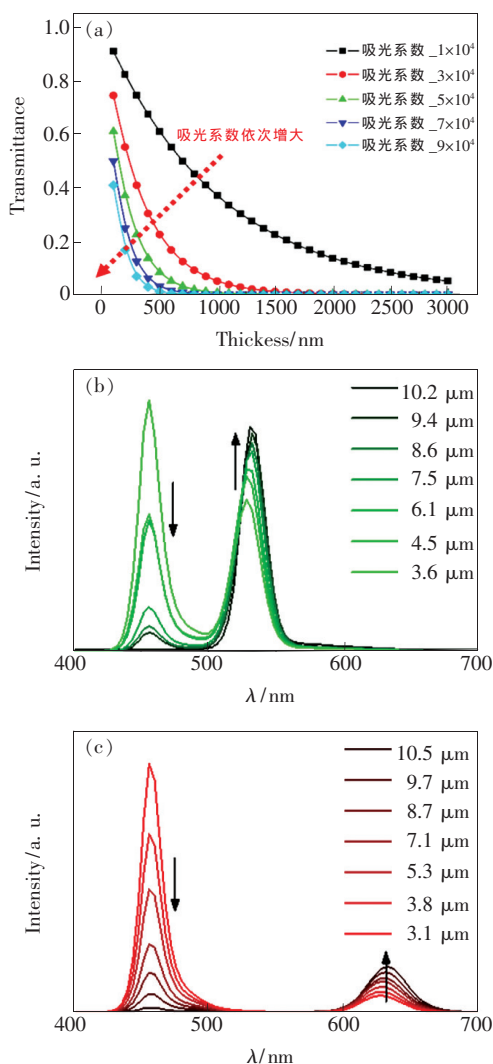 (a)
吸光系数_1×10⁴
吸光系数_3×10⁴
吸光系数_5×10⁴
吸光系数_7×10⁴
吸光系数_9×10⁴
吸光系数依次增大
Transmittance
1.0
0.8
0.6
0.4
0.2
0
0 500 1000 1500 2000 2500 3000
Thickess/nm
(b)
10.2 μm
9.4 μm
8.6 μm
7.5 μm
6.1 μm
4.5 μm
3.6 μm
Intensity/a. u.
400 500 600 700
λ/nm
(c)
10.5 μm
9.7 μm
8.7 μm
7.1 μm
5.3 μm
3.8 μm
3.1 μm
Intensity/a. u.
400 500 600 700
λ/nm